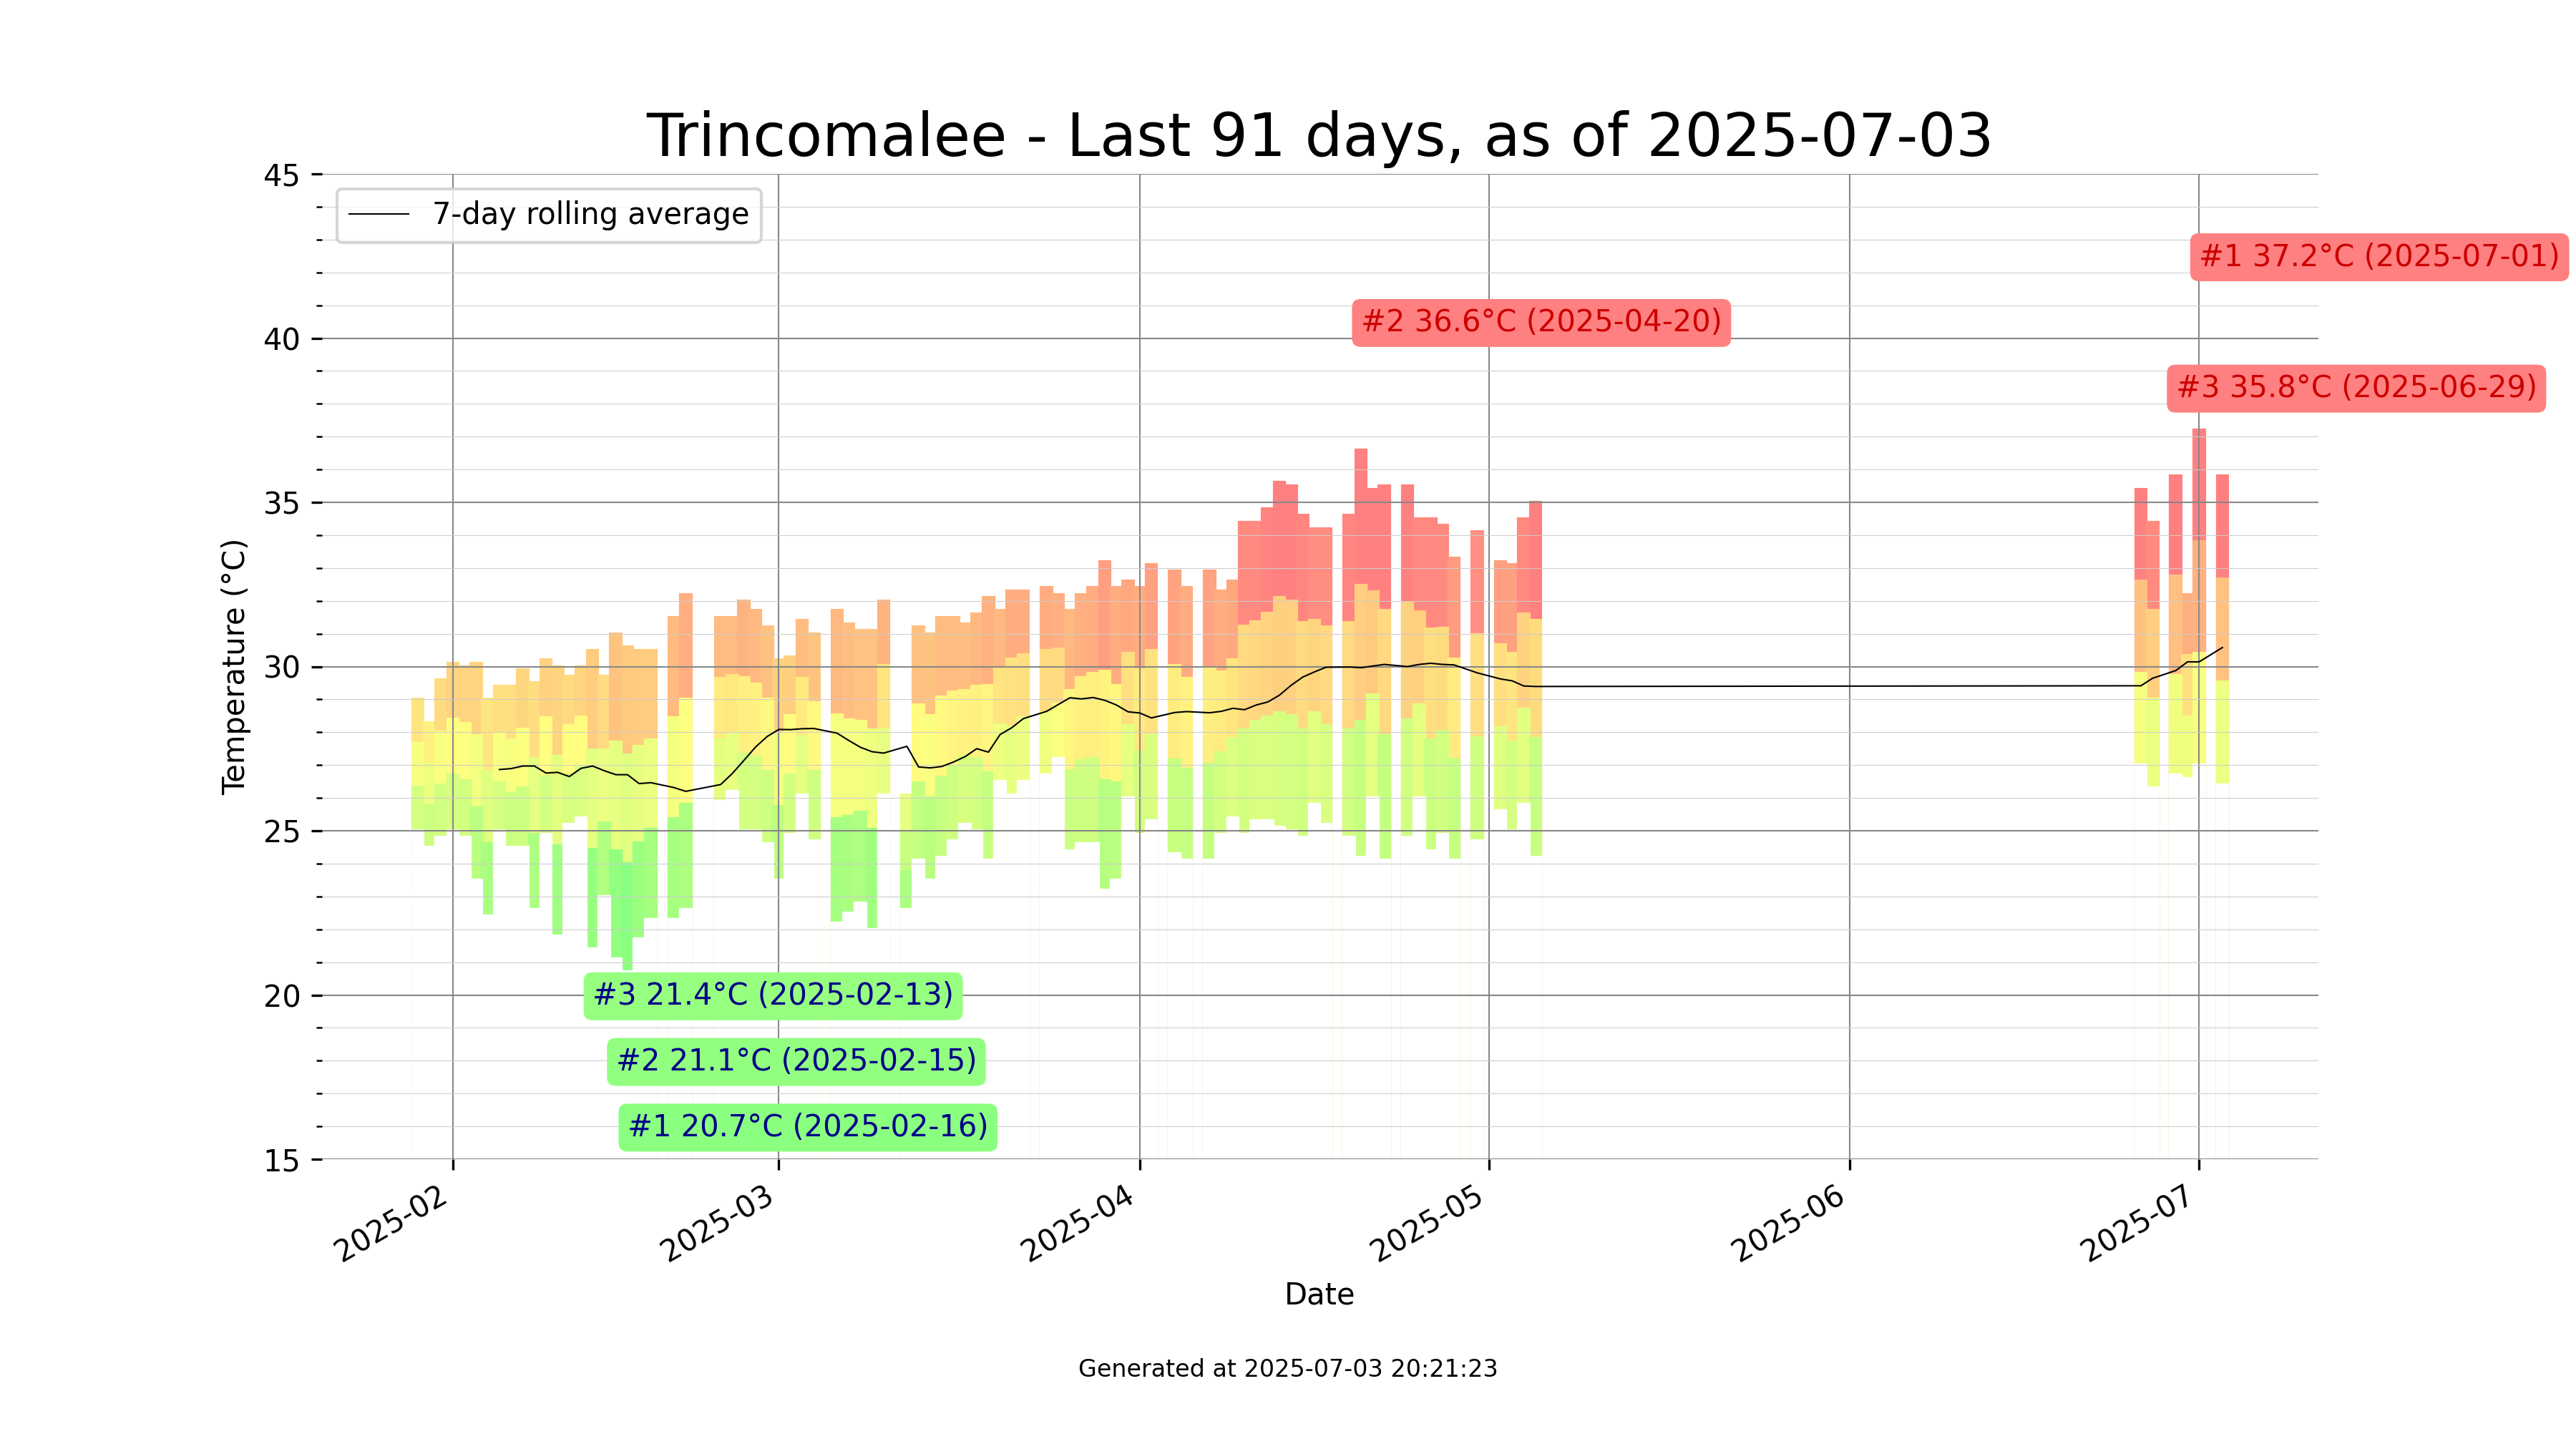 Trincomalee - Last 91 days, as of 2025-07-03
45
7-day rolling average
#1 37.2°C (2025-07-01)
#2 36.6°C (2025-04-20)
40
#3 35.8°C (2025-06-29)
35
Temperature (°C)
30
25
20
#3 21.4°C (2025-02-13)
#2 21.1°C (2025-02-15)
#1 20.7°C (2025-02-16)
15
2025-02
2025-03
2025-04
2025-05
2025-06
2025-07
Date
Generated at 2025-07-03 20:21:23